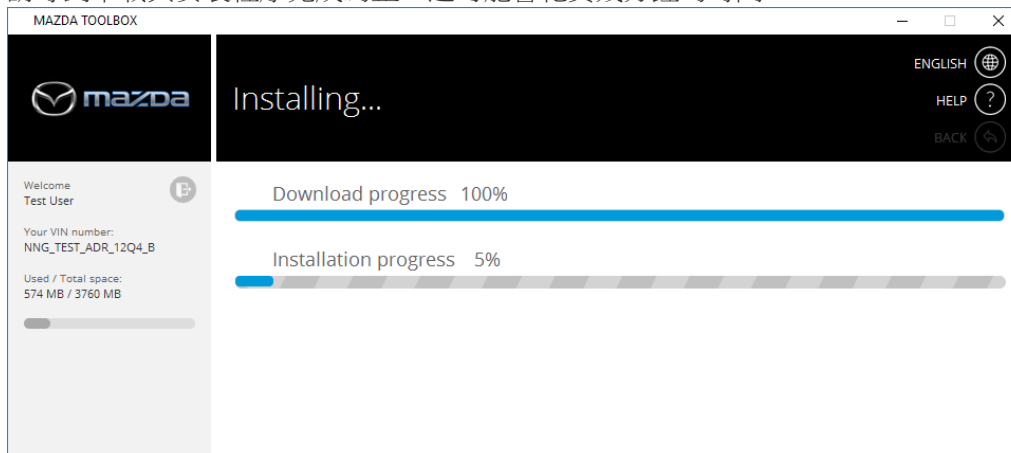 MAZDA TOOLBOX
mazda
Installing...
ENGLISH
HELP
BACK
Welcome
Test User
Your VIN number:
NNG_TEST_ADR_12Q4_B
Used / Total space:
574 MB / 3760 MB
Download progress 100%
Installation progress 5%